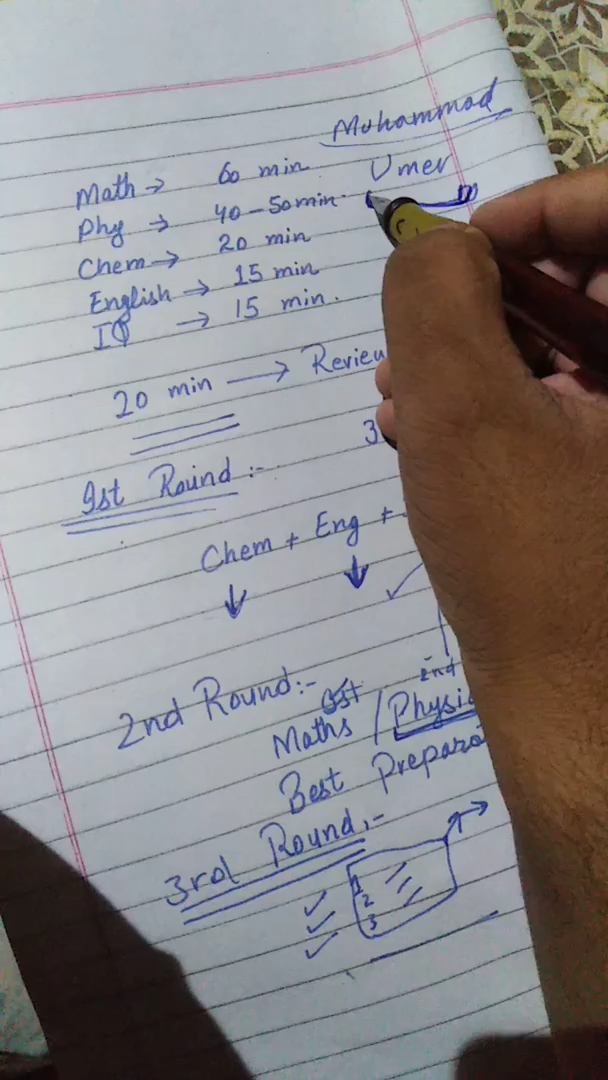 Muhammad
Umer
Math → 60 min
Phy → 40-50 min.
Chem → 20 min
English → 15 min
IQ → 15 min.
20 min → Review
3
1st Round :-
Chem + Eng +
2nd Round:-
1st 2nd
Maths / Physic
Best Prepara
3rd Round:-
1
2
3